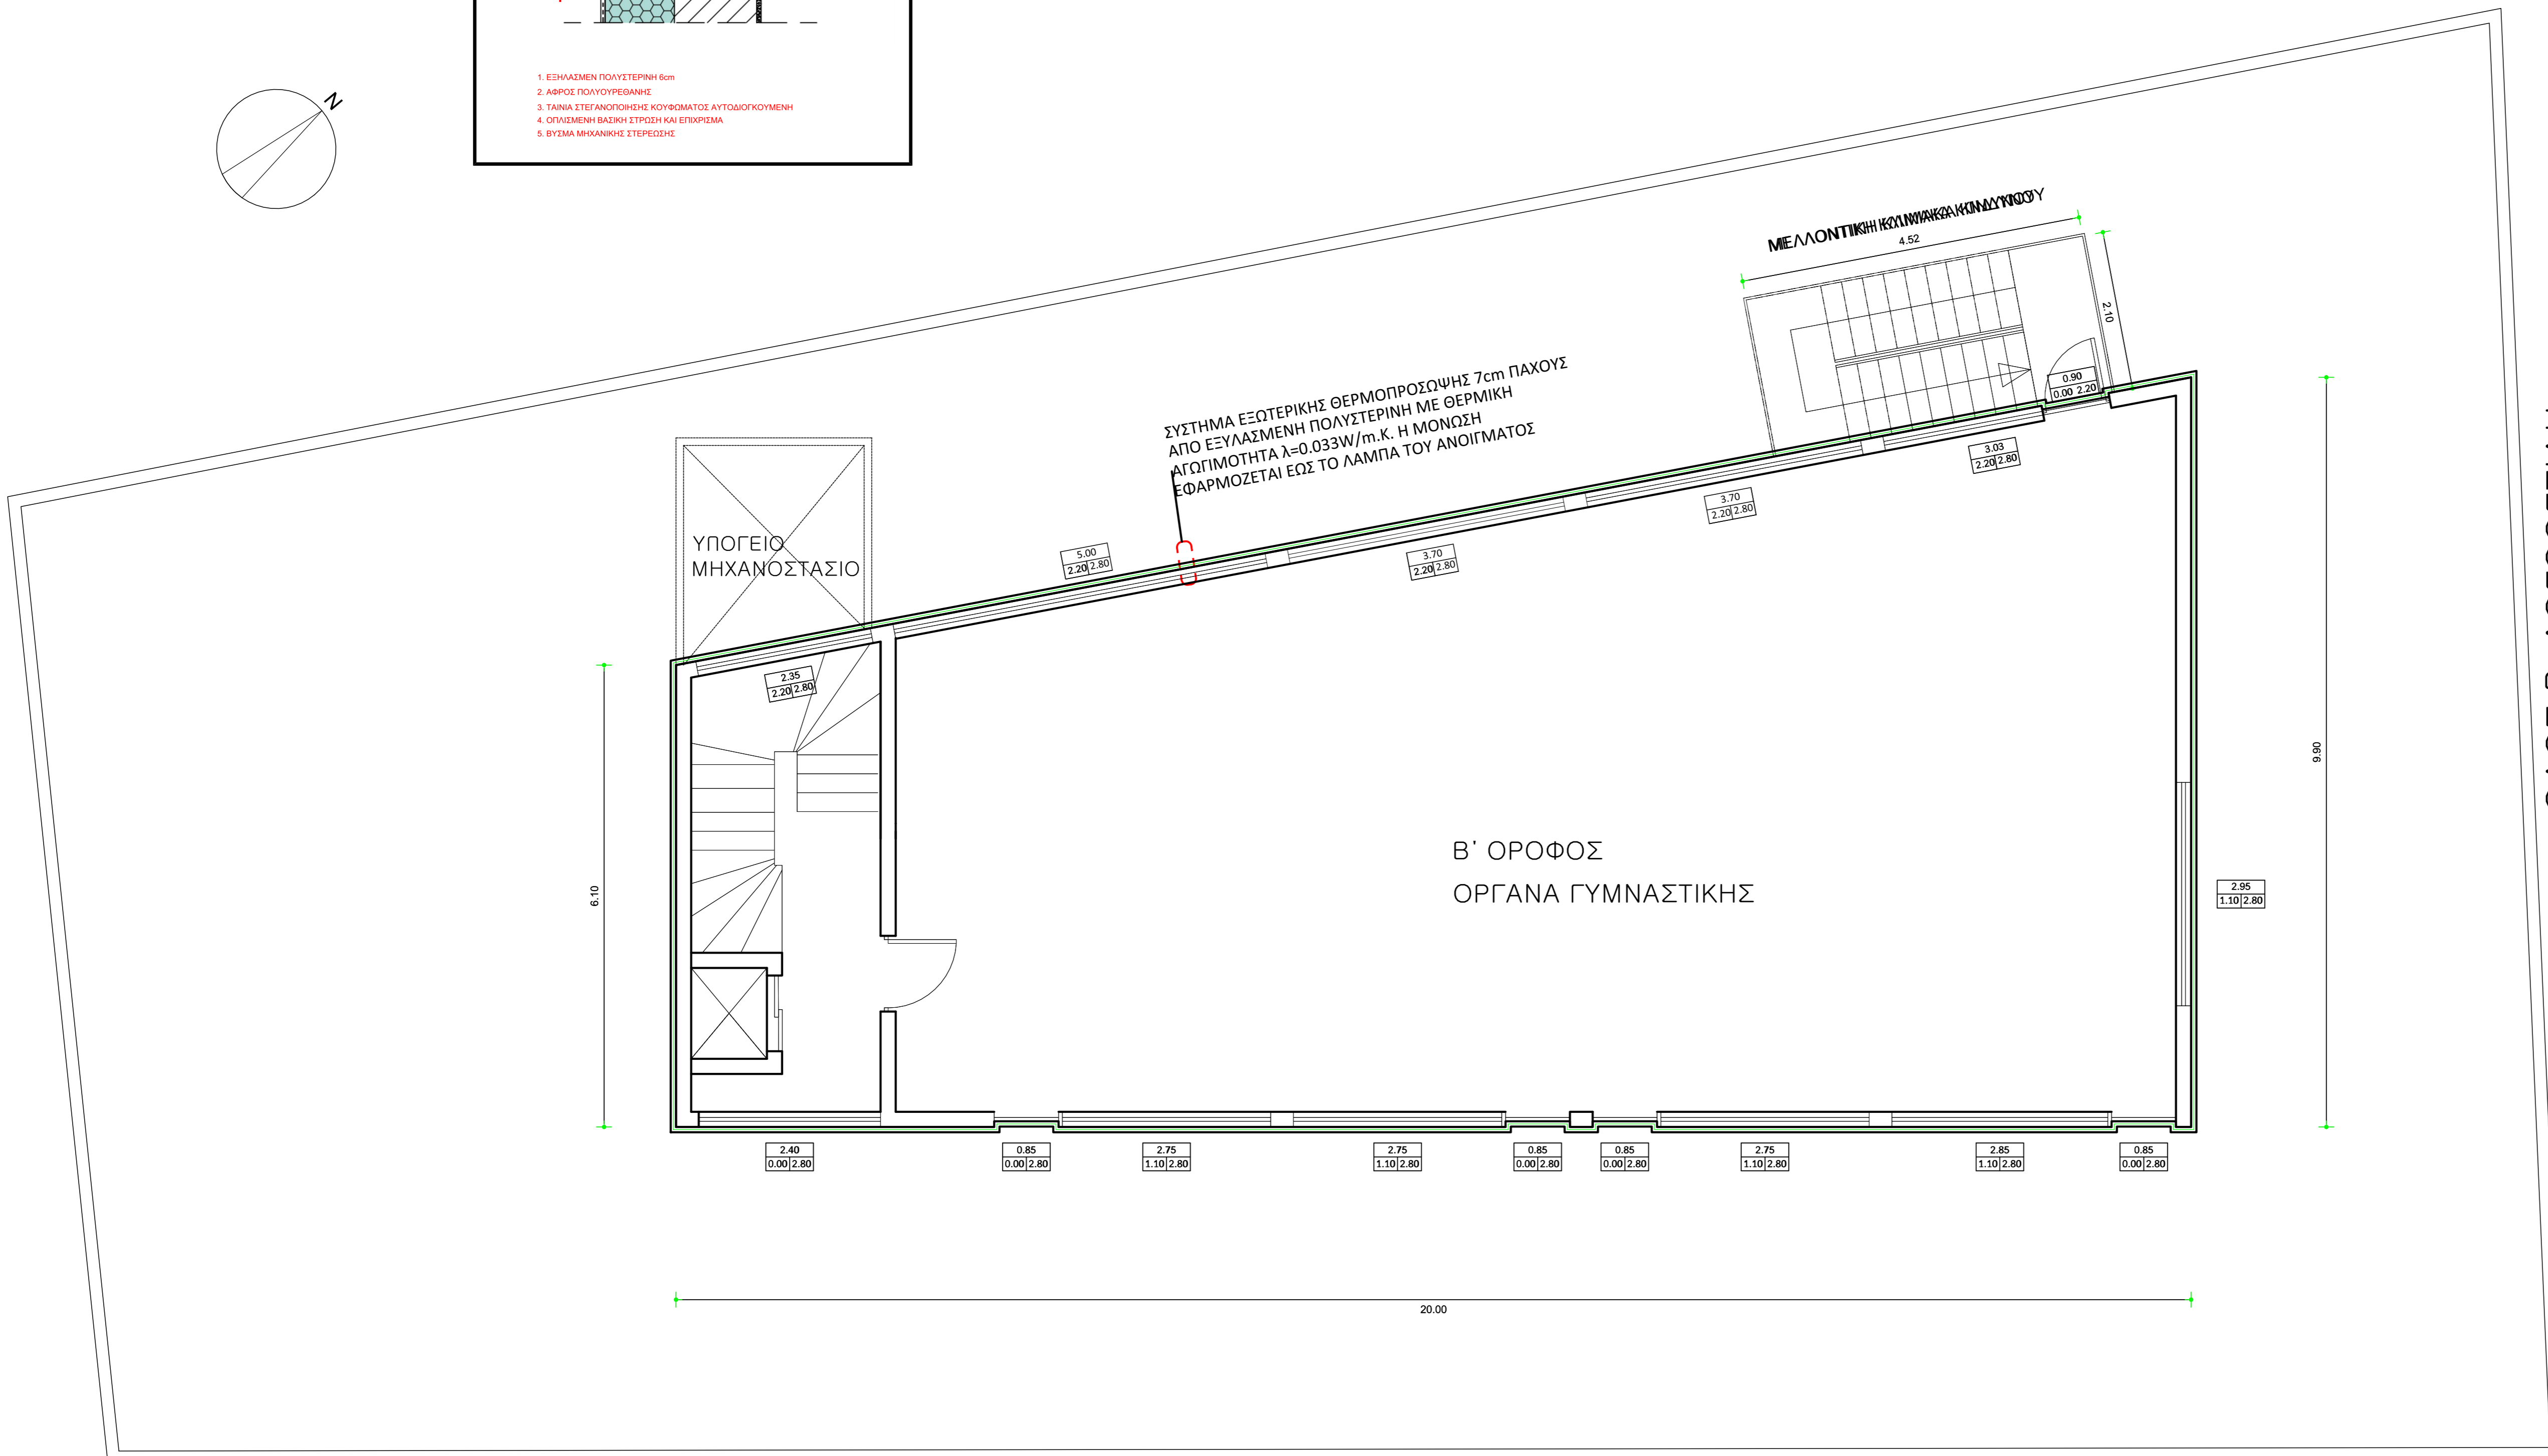 1. ΕΞΗΛΑΣΜΕΝ ΠΟΛΥΣΤΕΡΙΝΗ 6cm
2. ΑΦΡΟΣ ΠΟΛΥΟΥΡΕΘΑΝΗΣ
3. ΤΑΙΝΙΑ ΣΤΕΓΑΝΟΠΟΙΗΣΗΣ ΚΟΥΦΩΜΑΤΟΣ ΑΥΤΟΔΙΟΓΚΟΥΜΕΝΗ
4. ΟΠΛΙΣΜΕΝΗ ΒΑΣΙΚΗ ΣΤΡΩΣΗ ΚΑΙ ΕΠΙΧΡΙΣΜΑ
5. ΒΥΣΜΑ ΜΗΧΑΝΙΚΗΣ ΣΤΕΡΕΩΣΗΣ
N
ΜΕΛΛΟΝΤΙΚΗ ΚΛΙΜΑΚΑ ΚΙΝΔΥΝΟΥ
4.52
2.10
0.90
0.00 2.20
ΣΥΣΤΗΜΑ ΕΞΩΤΕΡΙΚΗΣ ΘΕΡΜΟΠΡΟΣΩΨΗΣ 7cm ΠΑΧΟΥΣ
ΑΠΟ ΕΞΥΛΑΣΜΕΝΗ ΠΟΛΥΣΤΕΡΙΝΗ ΜΕ ΘΕΡΜΙΚΗ
ΑΓΩΓΙΜΟΤΗΤΑ λ=0.033W/m.K. Η ΜΟΝΩΣΗ
ΕΦΑΡΜΟΖΕΤΑΙ ΕΩΣ ΤΟ ΛΑΜΠΑ ΤΟΥ ΑΝΟΙΓΜΑΤΟΣ
3.03
2.20 2.80
3.70
2.20 2.80
3.70
2.20 2.80
5.00
2.20 2.80
ΥΠΟΓΕΙΟ
ΜΗΧΑΝΟΣΤΑΣΙΟ
2.35
2.20 2.80
6.10
9.90
Β' ΟΡΟΦΟΣ
ΟΡΓΑΝΑ ΓΥΜΝΑΣΤΙΚΗΣ
2.95
1.10 2.80
2.40
0.00 2.80
0.85
0.00 2.80
2.75
1.10 2.80
2.75
1.10 2.80
0.85
0.00 2.80
0.85
0.00 2.80
2.75
1.10 2.80
2.85
1.10 2.80
0.85
0.00 2.80
20.00